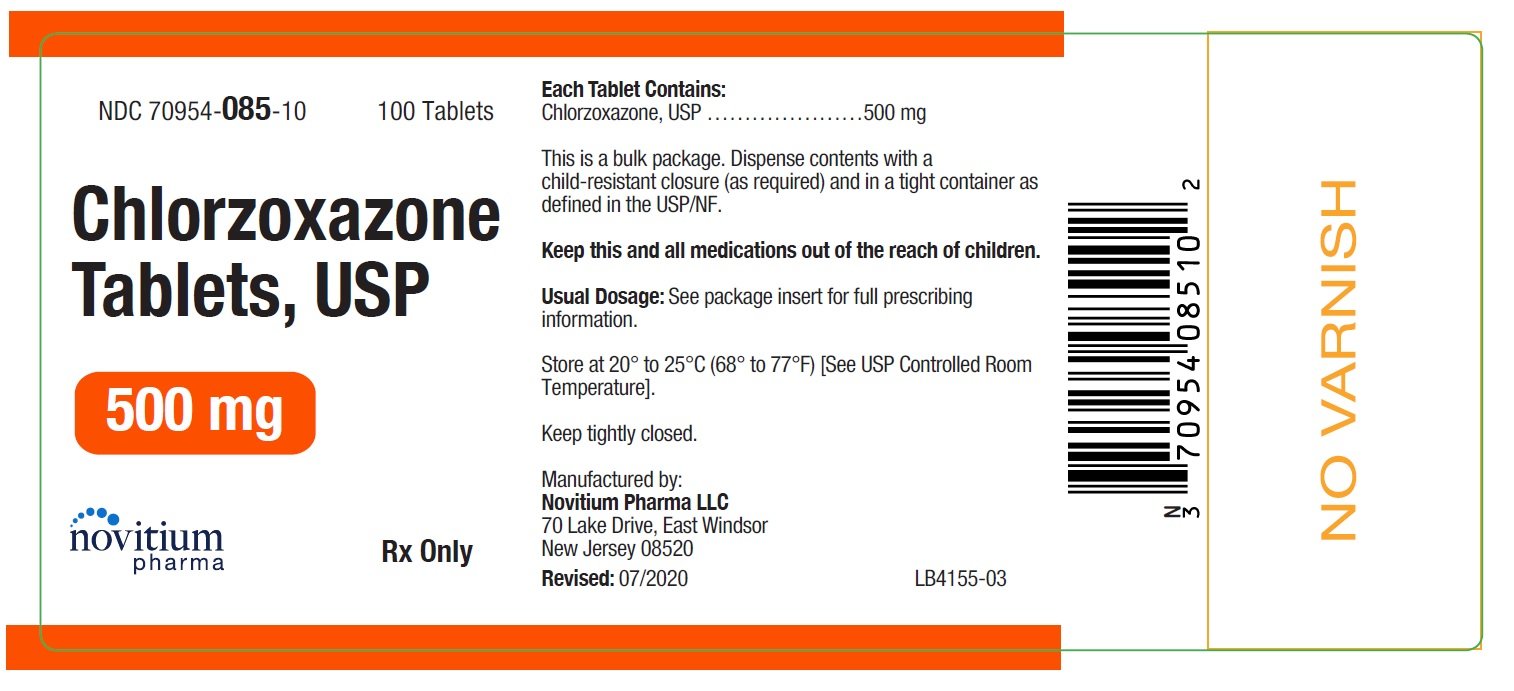 NDC 70954-085-10 100 Tablets
Chlorzoxazone
Tablets, USP
500 mg
novitium
pharma
Rx Only
Each Tablet Contains:
Chlorzoxazone, USP .....................500 mg
This is a bulk package. Dispense contents with a
child-resistant closure (as required) and in a tight container as
defined in the USP/NF.
Keep this and all medications out of the reach of children.
Usual Dosage: See package insert for full prescribing
information.
Store at 20° to 25°C (68° to 77°F) [See USP Controlled Room
Temperature].
Keep tightly closed.
Manufactured by:
Novitium Pharma LLC
70 Lake Drive, East Windsor
New Jersey 08520
Revised: 07/2020 LB4155-03
N
3 70954 08510 2
NO VARNISH